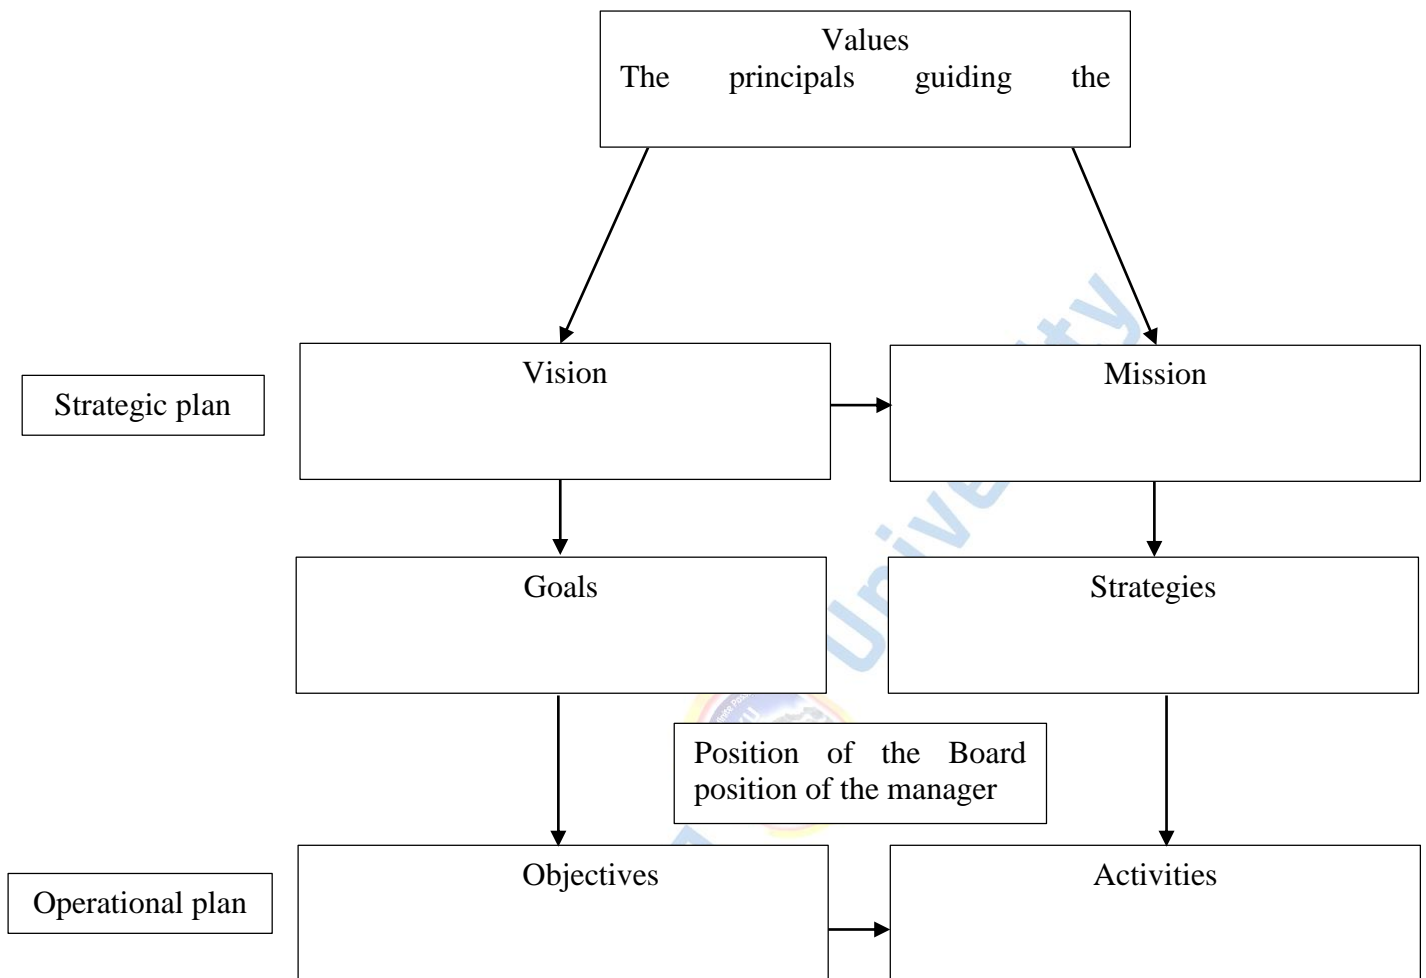 Values
The principals guiding the
Strategic plan
Vision
Mission
Goals
Strategies
Position of the Board
position of the manager
Operational plan
Objectives
Activities
University